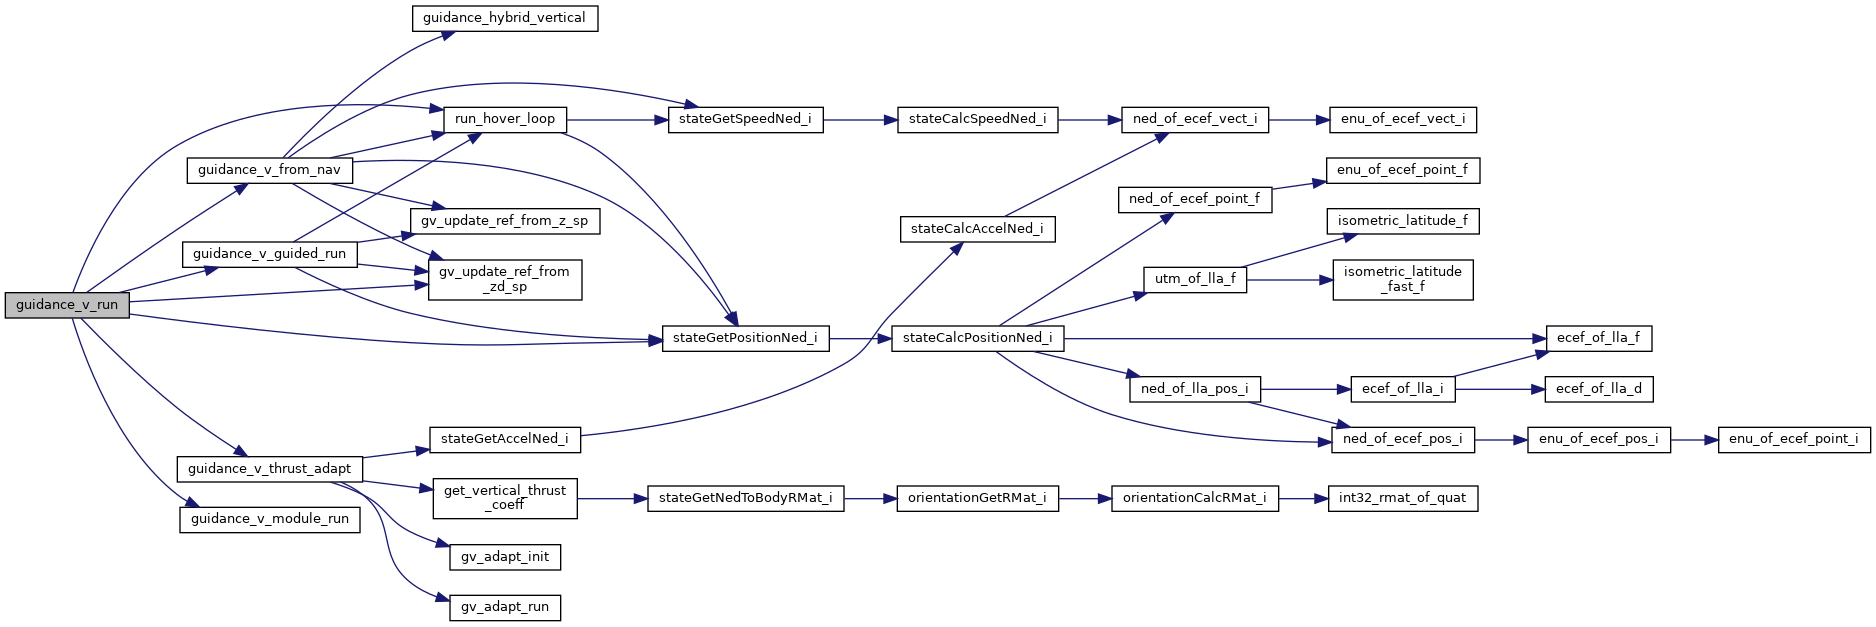 guidance_hybrid_vertical
run_hover_loop
stateGetSpeedNed_i
stateCalcSpeedNed_i
ned_of_ecef_vect_i
enu_of_ecef_vect_i
guidance_v_from_nav
enu_of_ecef_point_f
ned_of_ecef_point_f
gv_update_ref_from_z_sp
isometric_latitude_f
stateCalcAccelNed_i
guidance_v_guided_run
gv_update_ref_from
_zd_sp
utm_of_lla_f
isometric_latitude
_fast_f
guidance_v_run
stateGetPositionNed_i
stateCalcPositionNed_i
ecef_of_lla_f
ned_of_lla_pos_i
ecef_of_lla_i
ecef_of_lla_d
stateGetAccelNed_i
ned_of_ecef_pos_i
enu_of_ecef_pos_i
enu_of_ecef_point_i
guidance_v_thrust_adapt
get_vertical_thrust
_coeff
stateGetNedToBodyRMat_i
orientationGetRMat_i
orientationCalcRMat_i
int32_rmat_of_quat
guidance_v_module_run
gv_adapt_init
gv_adapt_run